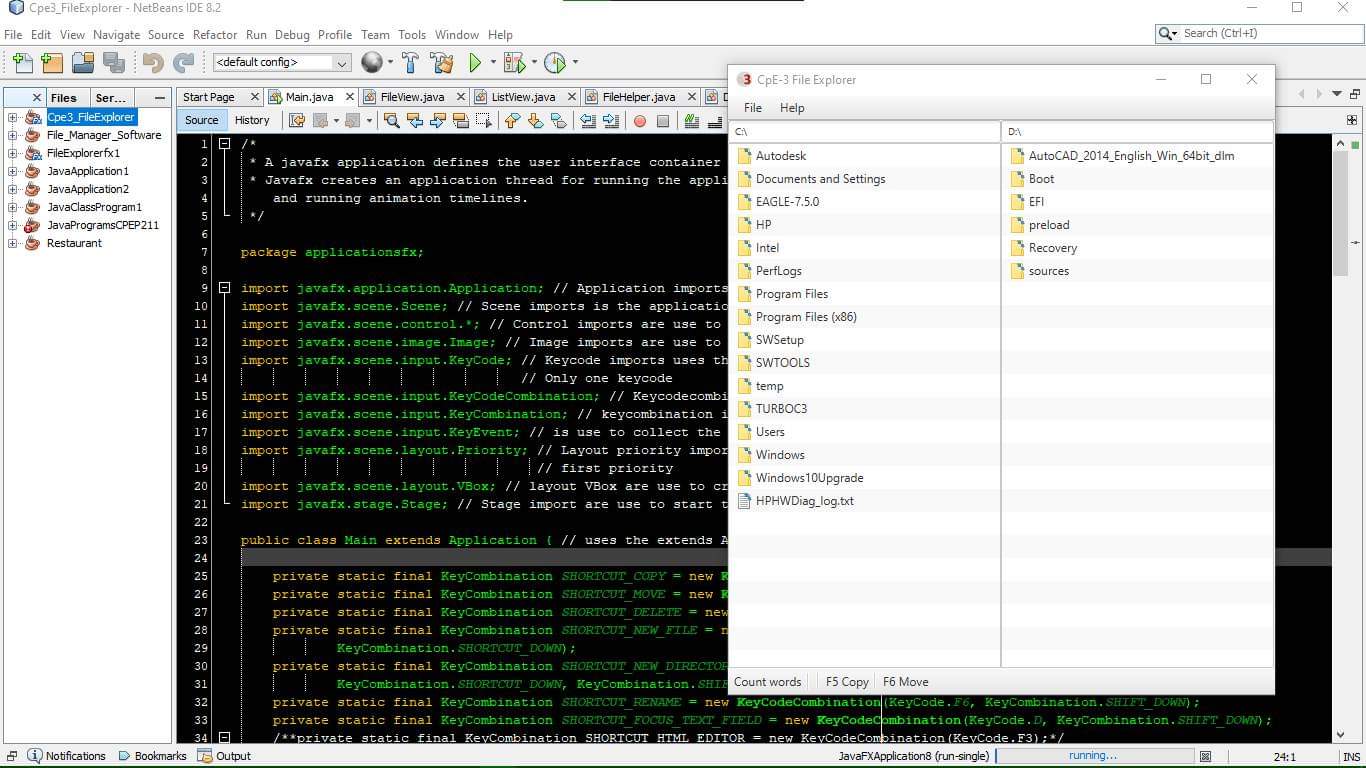 Cpe3_FileExplorer - NetBeans IDE 8.2
File Edit View Navigate Source Refactor Run Debug Profile Team Tools Window Help
Search (Ctrl+I)
<default config>
Files Ser...
Cpe3_FileExplorer
File_Manager_Software
FileExplorerfx1
JavaApplication1
JavaApplication2
JavaClassProgram1
JavaProgramsCPEP211
Restaurant
Start Page Main.java FileView.java ListView.java FileHelper.java
Source History
1 /*
2 * A javafx application defines the user interface container
3 * Javafx creates an application thread for running the appli
4 and running animation timelines.
5 */
6
7 package applicationsfx;
8
9 import javafx.application.Application; // Application imports
10 import javafx.scene.Scene; // Scene imports is the applicatio
11 import javafx.scene.control.*; // Control imports are use to
12 import javafx.scene.image.Image; // Image imports are use to
13 import javafx.scene.input.KeyCode; // Keycode imports uses th
14 // Only one keycode
15 import javafx.scene.input.KeyCodeCombination; // Keycodecombi
16 import javafx.scene.input.KeyCombination; // keycombination i
17 import javafx.scene.input.KeyEvent; // is use to collect the
18 import javafx.scene.layout.Priority; // Layout priority impor
19 // first priority
20 import javafx.scene.layout.VBox; // layout VBox are use to cr
21 import javafx.stage.Stage; // Stage import are use to start t
22
23 public class Main extends Application { // uses the extends A
24
25 private static final KeyCombination SHORTCUT_COPY = new K
26 private static final KeyCombination SHORTCUT_MOVE = new K
27 private static final KeyCombination SHORTCUT_DELETE = new
28 private static final KeyCombination SHORTCUT_NEW_FILE = n
29 KeyCombination.SHORTCUT_DOWN);
30 private static final KeyCombination SHORTCUT_NEW_DIRECTOR
31 KeyCombination.SHORTCUT_DOWN, KeyCombination.SHIF
32 private static final KeyCombination SHORTCUT_RENAME = new KeyCodeCombination(KeyCode.F6, KeyCombination.SHIFT_DOWN);
33 private static final KeyCombination SHORTCUT_FOCUS_TEXT_FIELD = new KeyCodeCombination(KeyCode.D, KeyCombination.SHIFT_DOWN);
34 /**private static final KeyCombination SHORTCUT HTML EDITOR = new KeyCodeCombination(KeyCode.F3);*/
3 CpE-3 File Explorer
File Help
C:\ D:\
Autodesk
Documents and Settings
EAGLE-7.5.0
HP
Intel
PerfLogs
Program Files
Program Files (x86)
SWSetup
SWTOOLS
temp
TURBOC3
Users
Windows
Windows10Upgrade
HPHWDiag_log.txt
AutoCAD_2014_English_Win_64bit_dlm
Boot
EFI
preload
Recovery
sources
Count words F5 Copy F6 Move
Notifications Bookmarks Output
JavaFXApplication8 (run-single) running... 24:1 INS